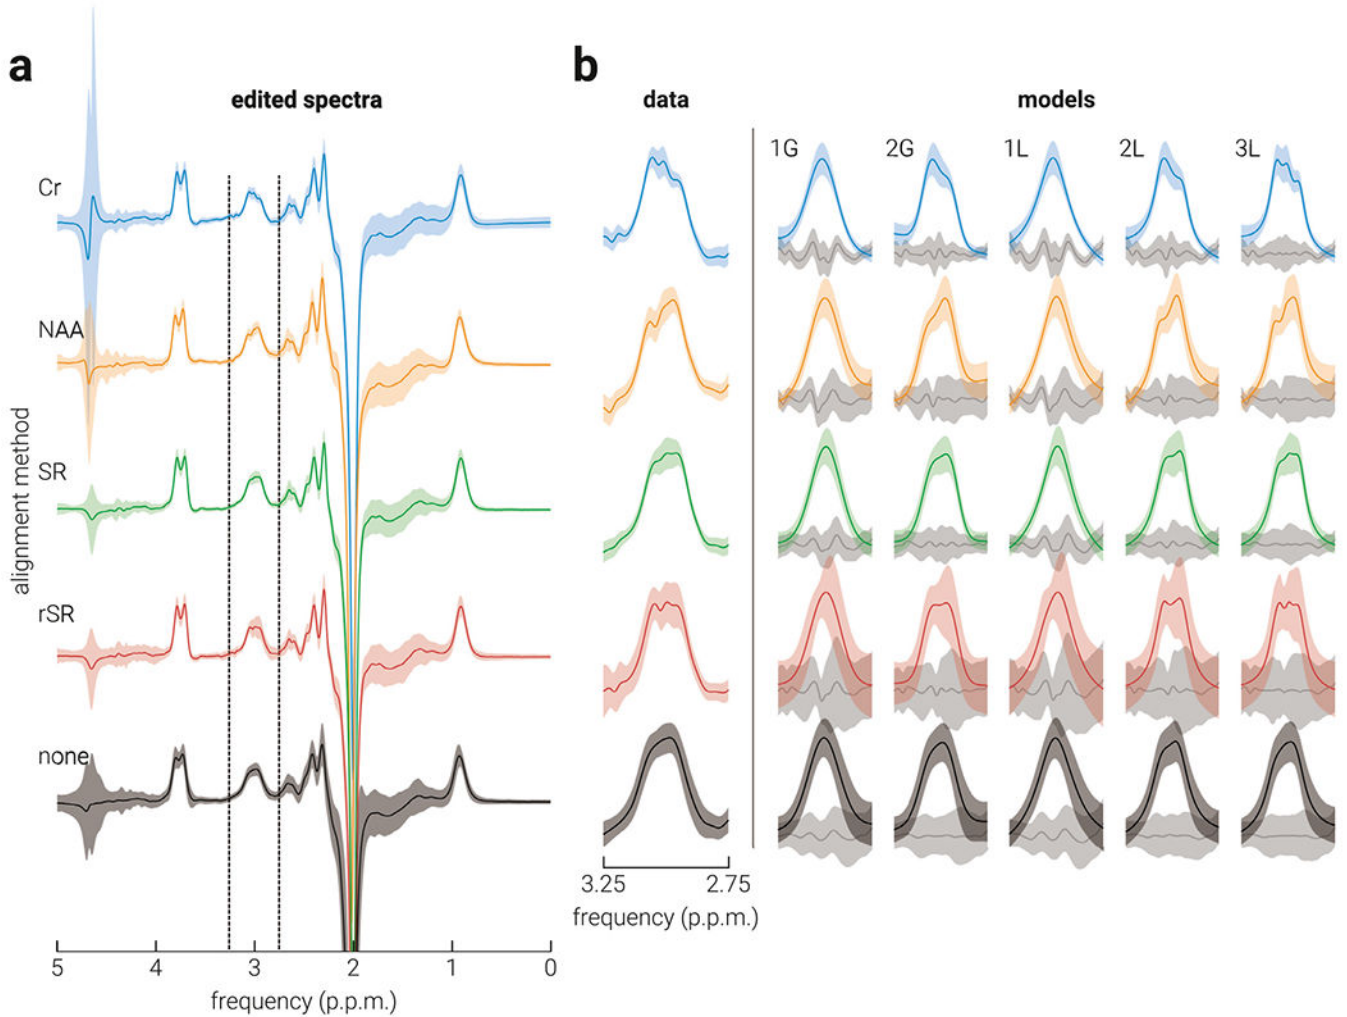 a
edited spectra
Cr
NAA
SR
rSR
none
alignment method
5 4 3 2 1 0
frequency (p.p.m.)
b
data
models
1G 2G 1L 2L 3L
3.25 2.75
frequency (p.p.m.)